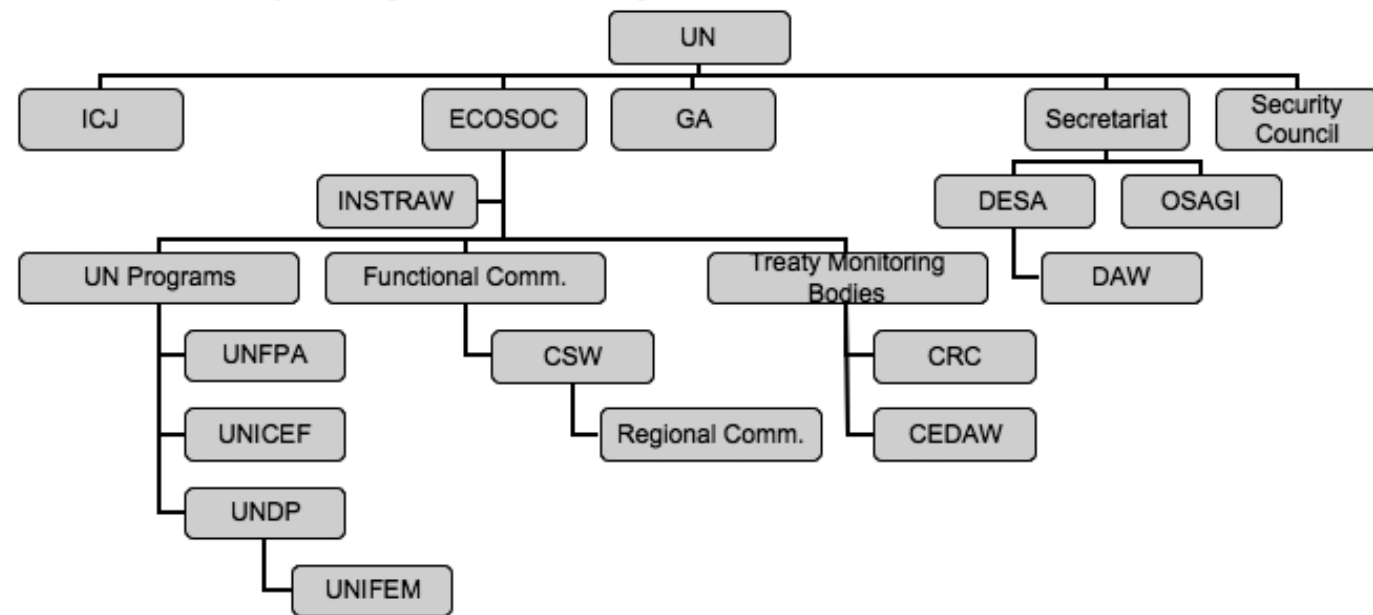 UN
ICJ
ECOSOC
GA
Secretariat
Security
Council
INSTRAW
DESA
OSAGI
UN Programs
Functional Comm.
Treaty Monitoring
Bodies
DAW
UNFPA
CSW
CRC
UNICEF
Regional Comm.
CEDAW
UNDP
UNIFEM